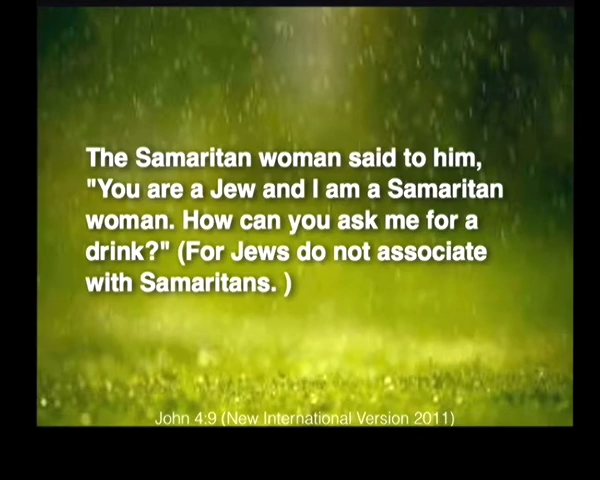 The Samaritan woman said to him,
"You are a Jew and I am a Samaritan
woman. How can you ask me for a
drink?" (For Jews do not associate
with Samaritans. )
John 4:9 (New International Version 2011)